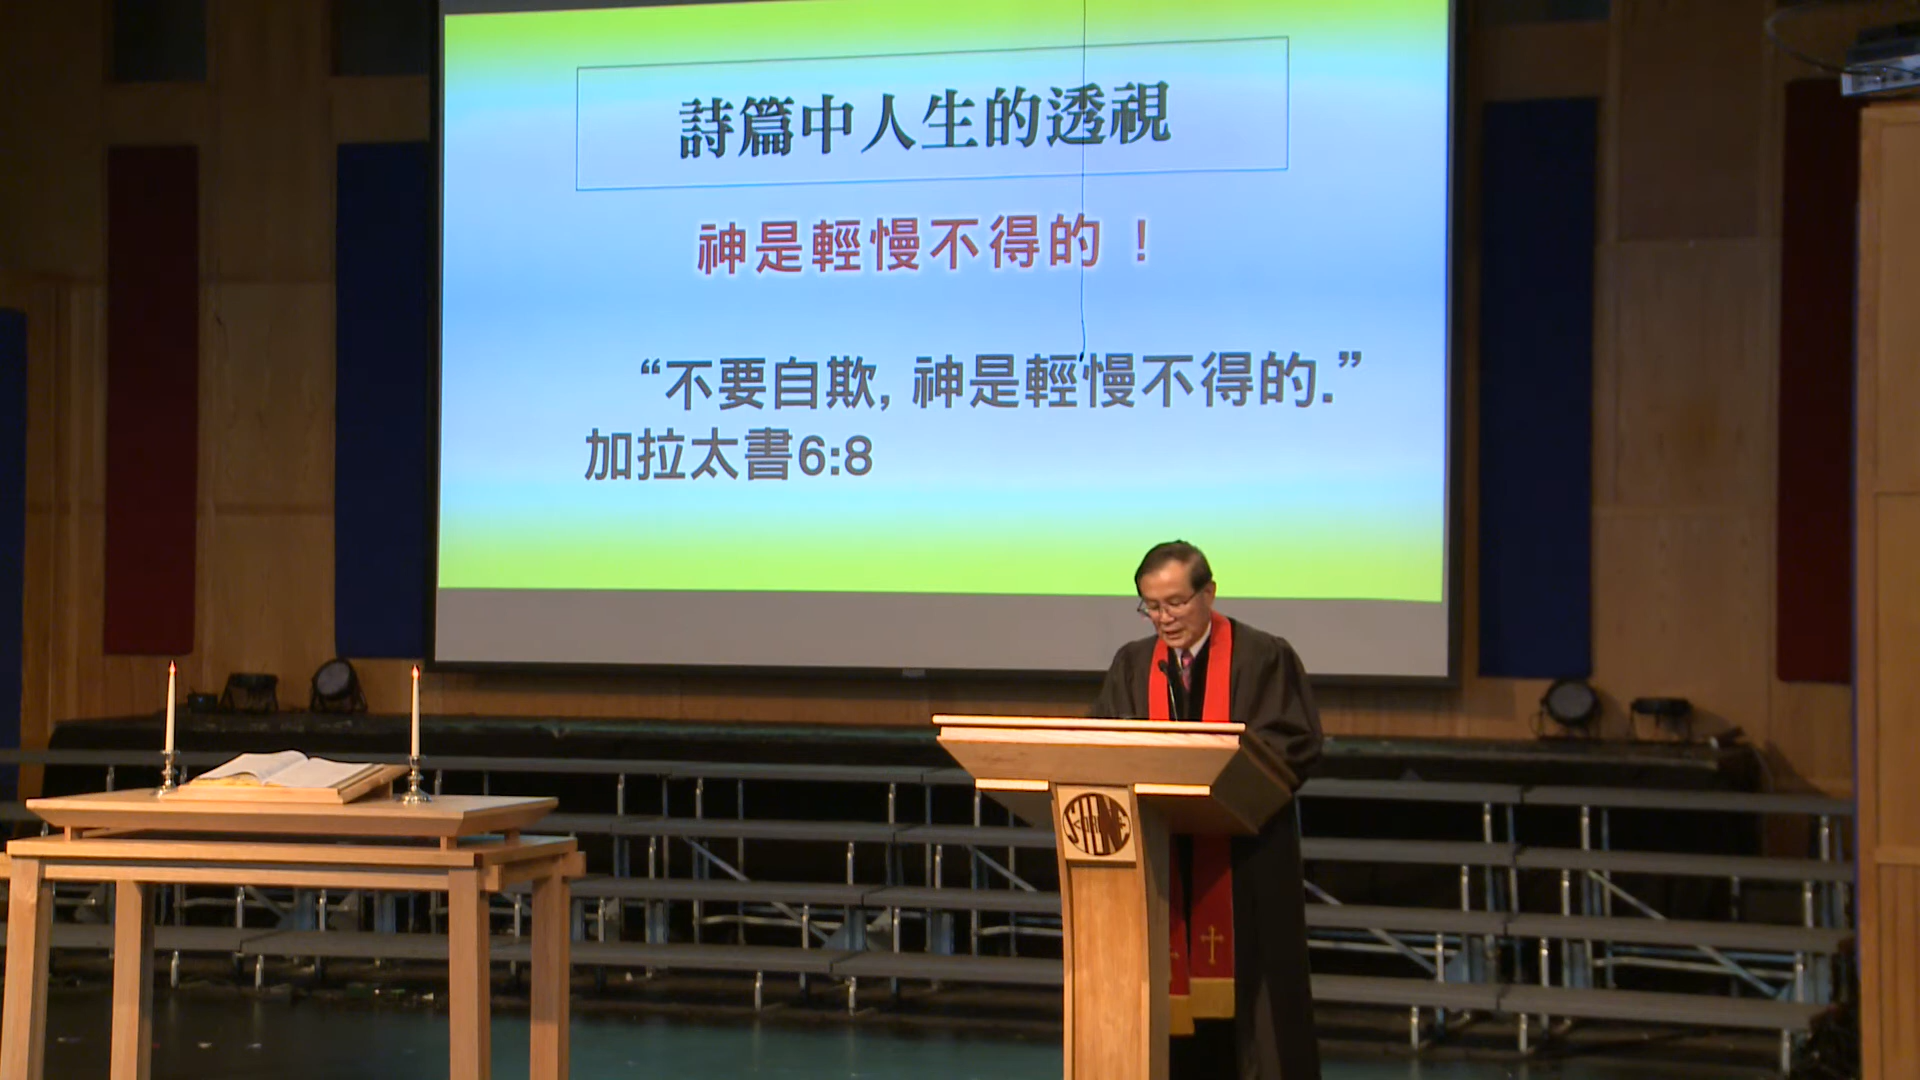 詩篇中人生的透視
神是輕慢不得的！
“不要自欺, 神是輕慢不得的.”
加拉太書6:8